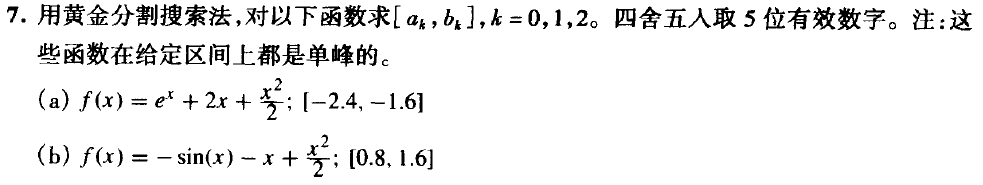 7. 用黄金分割搜索法,对以下函数求[aₖ, bₖ], k = 0, 1, 2。四舍五入取 5 位有效数字。注:这
些函数在给定区间上都是单峰的。
(a) f(x) = eˣ + 2x + x²/2; [−2.4, −1.6]
(b) f(x) = − sin(x) − x + x²/2; [0.8, 1.6]